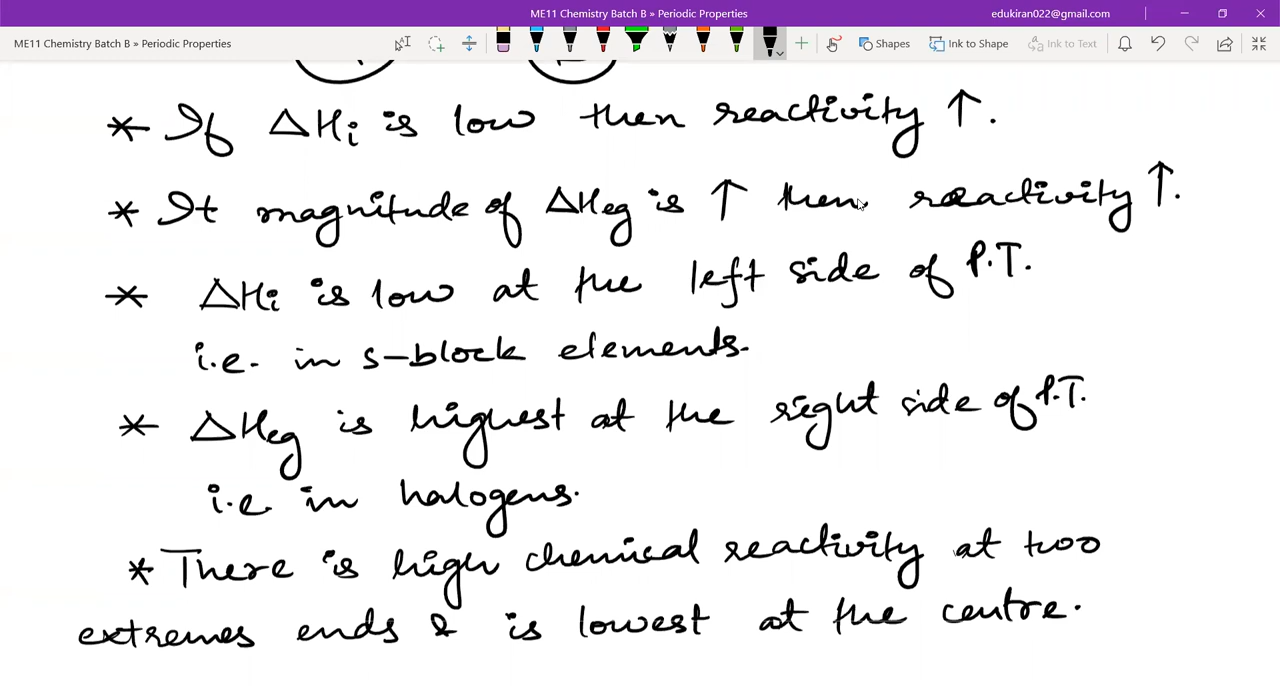 ME11 Chemistry Batch B » Periodic Properties
edukiran022@gmail.com
ME11 Chemistry Batch B » Periodic Properties
Shapes
Ink to Shape
Ink to Text
* If ΔHi is low then reactivity ↑.
* It magnitude of ΔHeg is ↑ then reactivity ↑.
* ΔHi is low at the left side of P.T.
i.e. in s-block elements.
* ΔHeg is highest at the right side of P.T.
i.e in halogens.
* There is high chemical reactivity at two
extremes ends & is lowest at the centre.